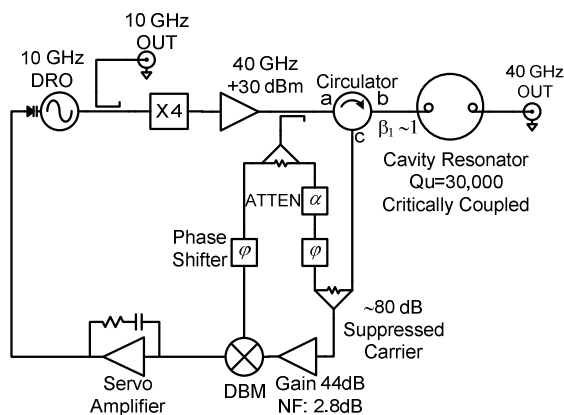 10 GHz
OUT
10 GHz
DRO
X4
40 GHz
+30 dBm
Circulator
a
b
c
β₁ ~1
40 GHz
OUT
Cavity Resonator
Qu=30,000
Critically Coupled
ATTEN
α
Phase
Shifter
φ
φ
~80 dB
Suppressed
Carrier
Servo
Amplifier
DBM
Gain 44dB
NF: 2.8dB